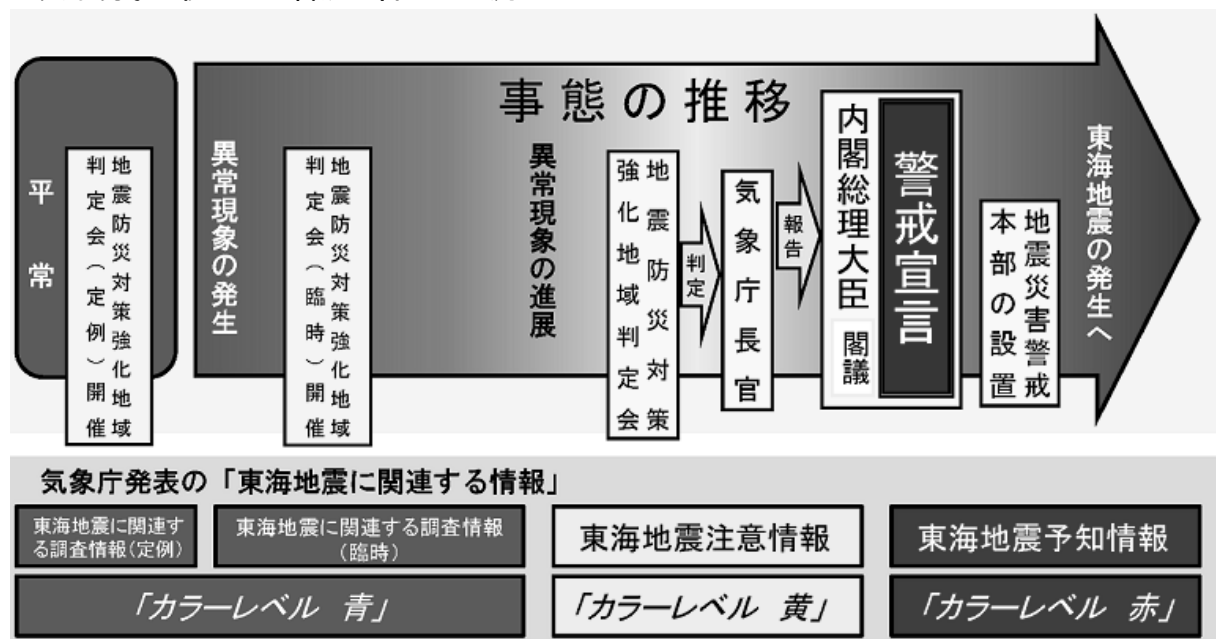 事態の推移
平常
地震防災対策強化地域
判定会(定例)開催
異常現象の発生
地震防災対策強化地域
判定会(臨時)開催
異常現象の進展
地震防災対策
強化地域判定会
判定
気象庁長官
報告
内閣総理大臣
閣議
警戒宣言
地震災害警戒
本部の設置
東海地震の発生へ
気象庁発表の「東海地震に関連する情報」
東海地震に関連す
る調査情報(定例)
東海地震に関連する調査情報
(臨時)
東海地震注意情報
東海地震予知情報
「カラーレベル 青」
「カラーレベル 黄」
「カラーレベル 赤」